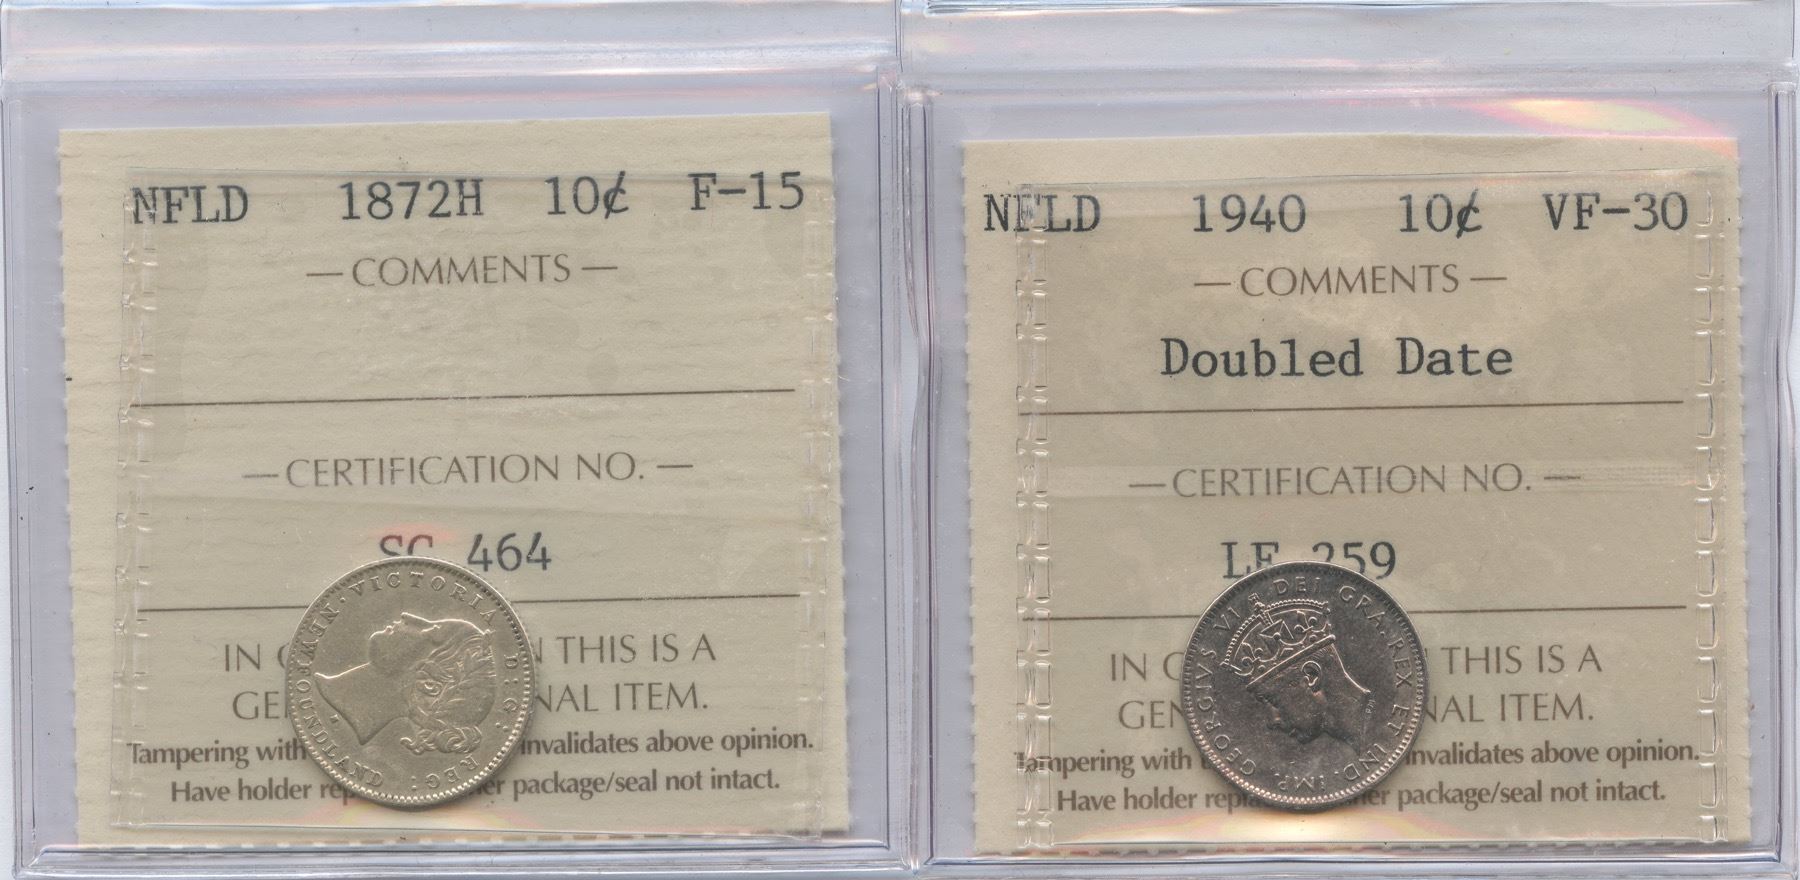 NFLD 1872H 10¢ F-15
— COMMENTS —
— CERTIFICATION NO. —
SC 464
VICTORIA D: G: REG:
NEWFOUNDLAND
IN THIS IS A
ITEM.
Tampering with invalidates above opinion.
Have holder package/seal not intact.
NFLD 1940 10¢ VF-30
— COMMENTS —
Doubled Date
— CERTIFICATION NO. —
259
GEORGIVS VI DEI GRA. REX ET IND. IMP.
IN THIS IS A
ITEM.
Tampering with invalidates above opinion.
Have holder package/seal not intact.